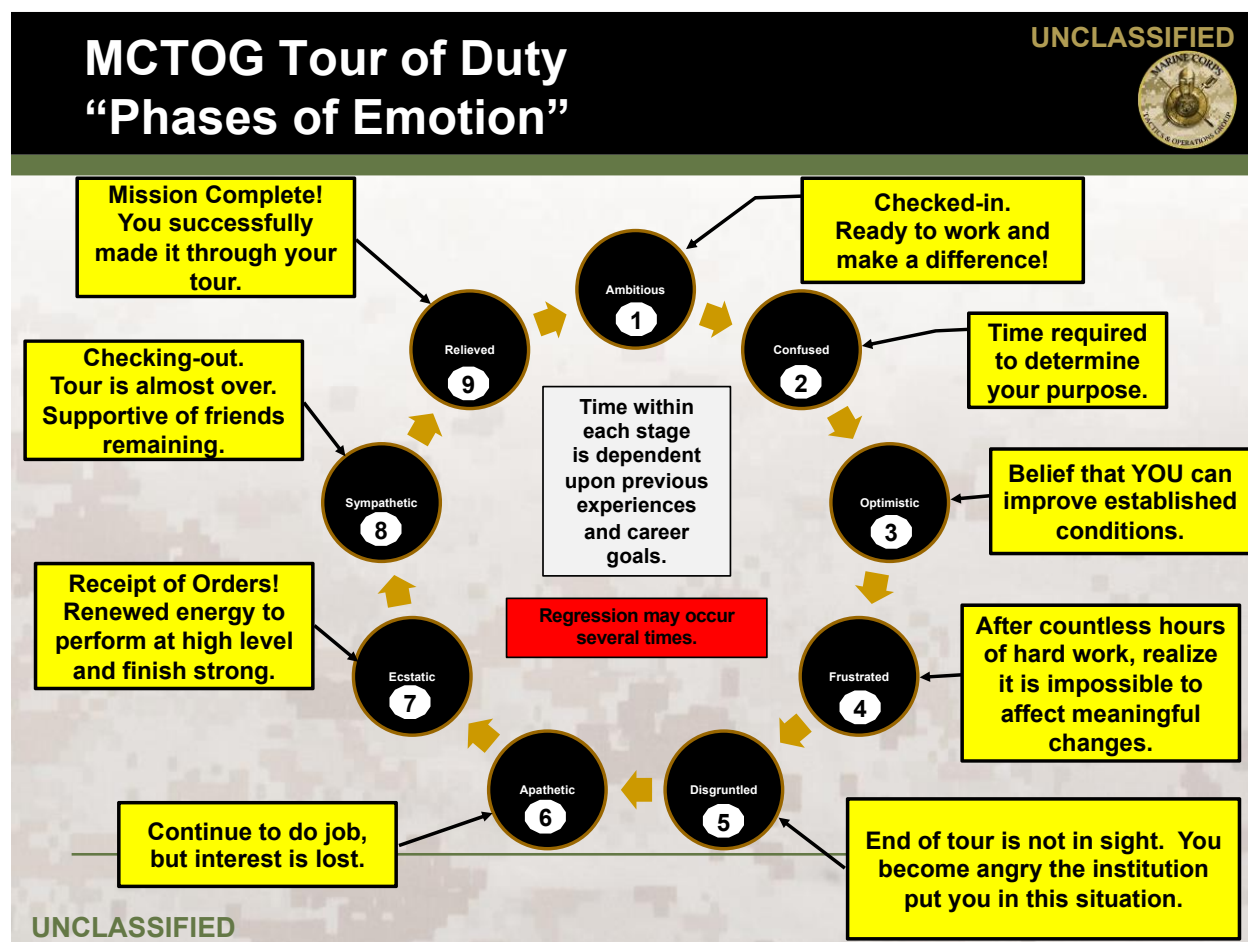 MCTOG Tour of Duty
“Phases of Emotion”
UNCLASSIFIED
MARINE CORPS
TACTICS & OPERATIONS GROUP
Mission Complete!
You successfully
made it through your
tour.
Checked-in.
Ready to work and
make a difference!
Ambitious
1
Relieved
9
Confused
2
Time required
to determine
your purpose.
Checking-out.
Tour is almost over.
Supportive of friends
remaining.
Time within
each stage
is dependent
upon previous
experiences
and career
goals.
Sympathetic
8
Optimistic
3
Belief that YOU can
improve established
conditions.
Receipt of Orders!
Renewed energy to
perform at high level
and finish strong.
Regression may occur
several times.
Ecstatic
7
Frustrated
4
After countless hours
of hard work, realize
it is impossible to
affect meaningful
changes.
Apathetic
6
Disgruntled
5
Continue to do job,
but interest is lost.
End of tour is not in sight.  You
become angry the institution
put you in this situation.
UNCLASSIFIED